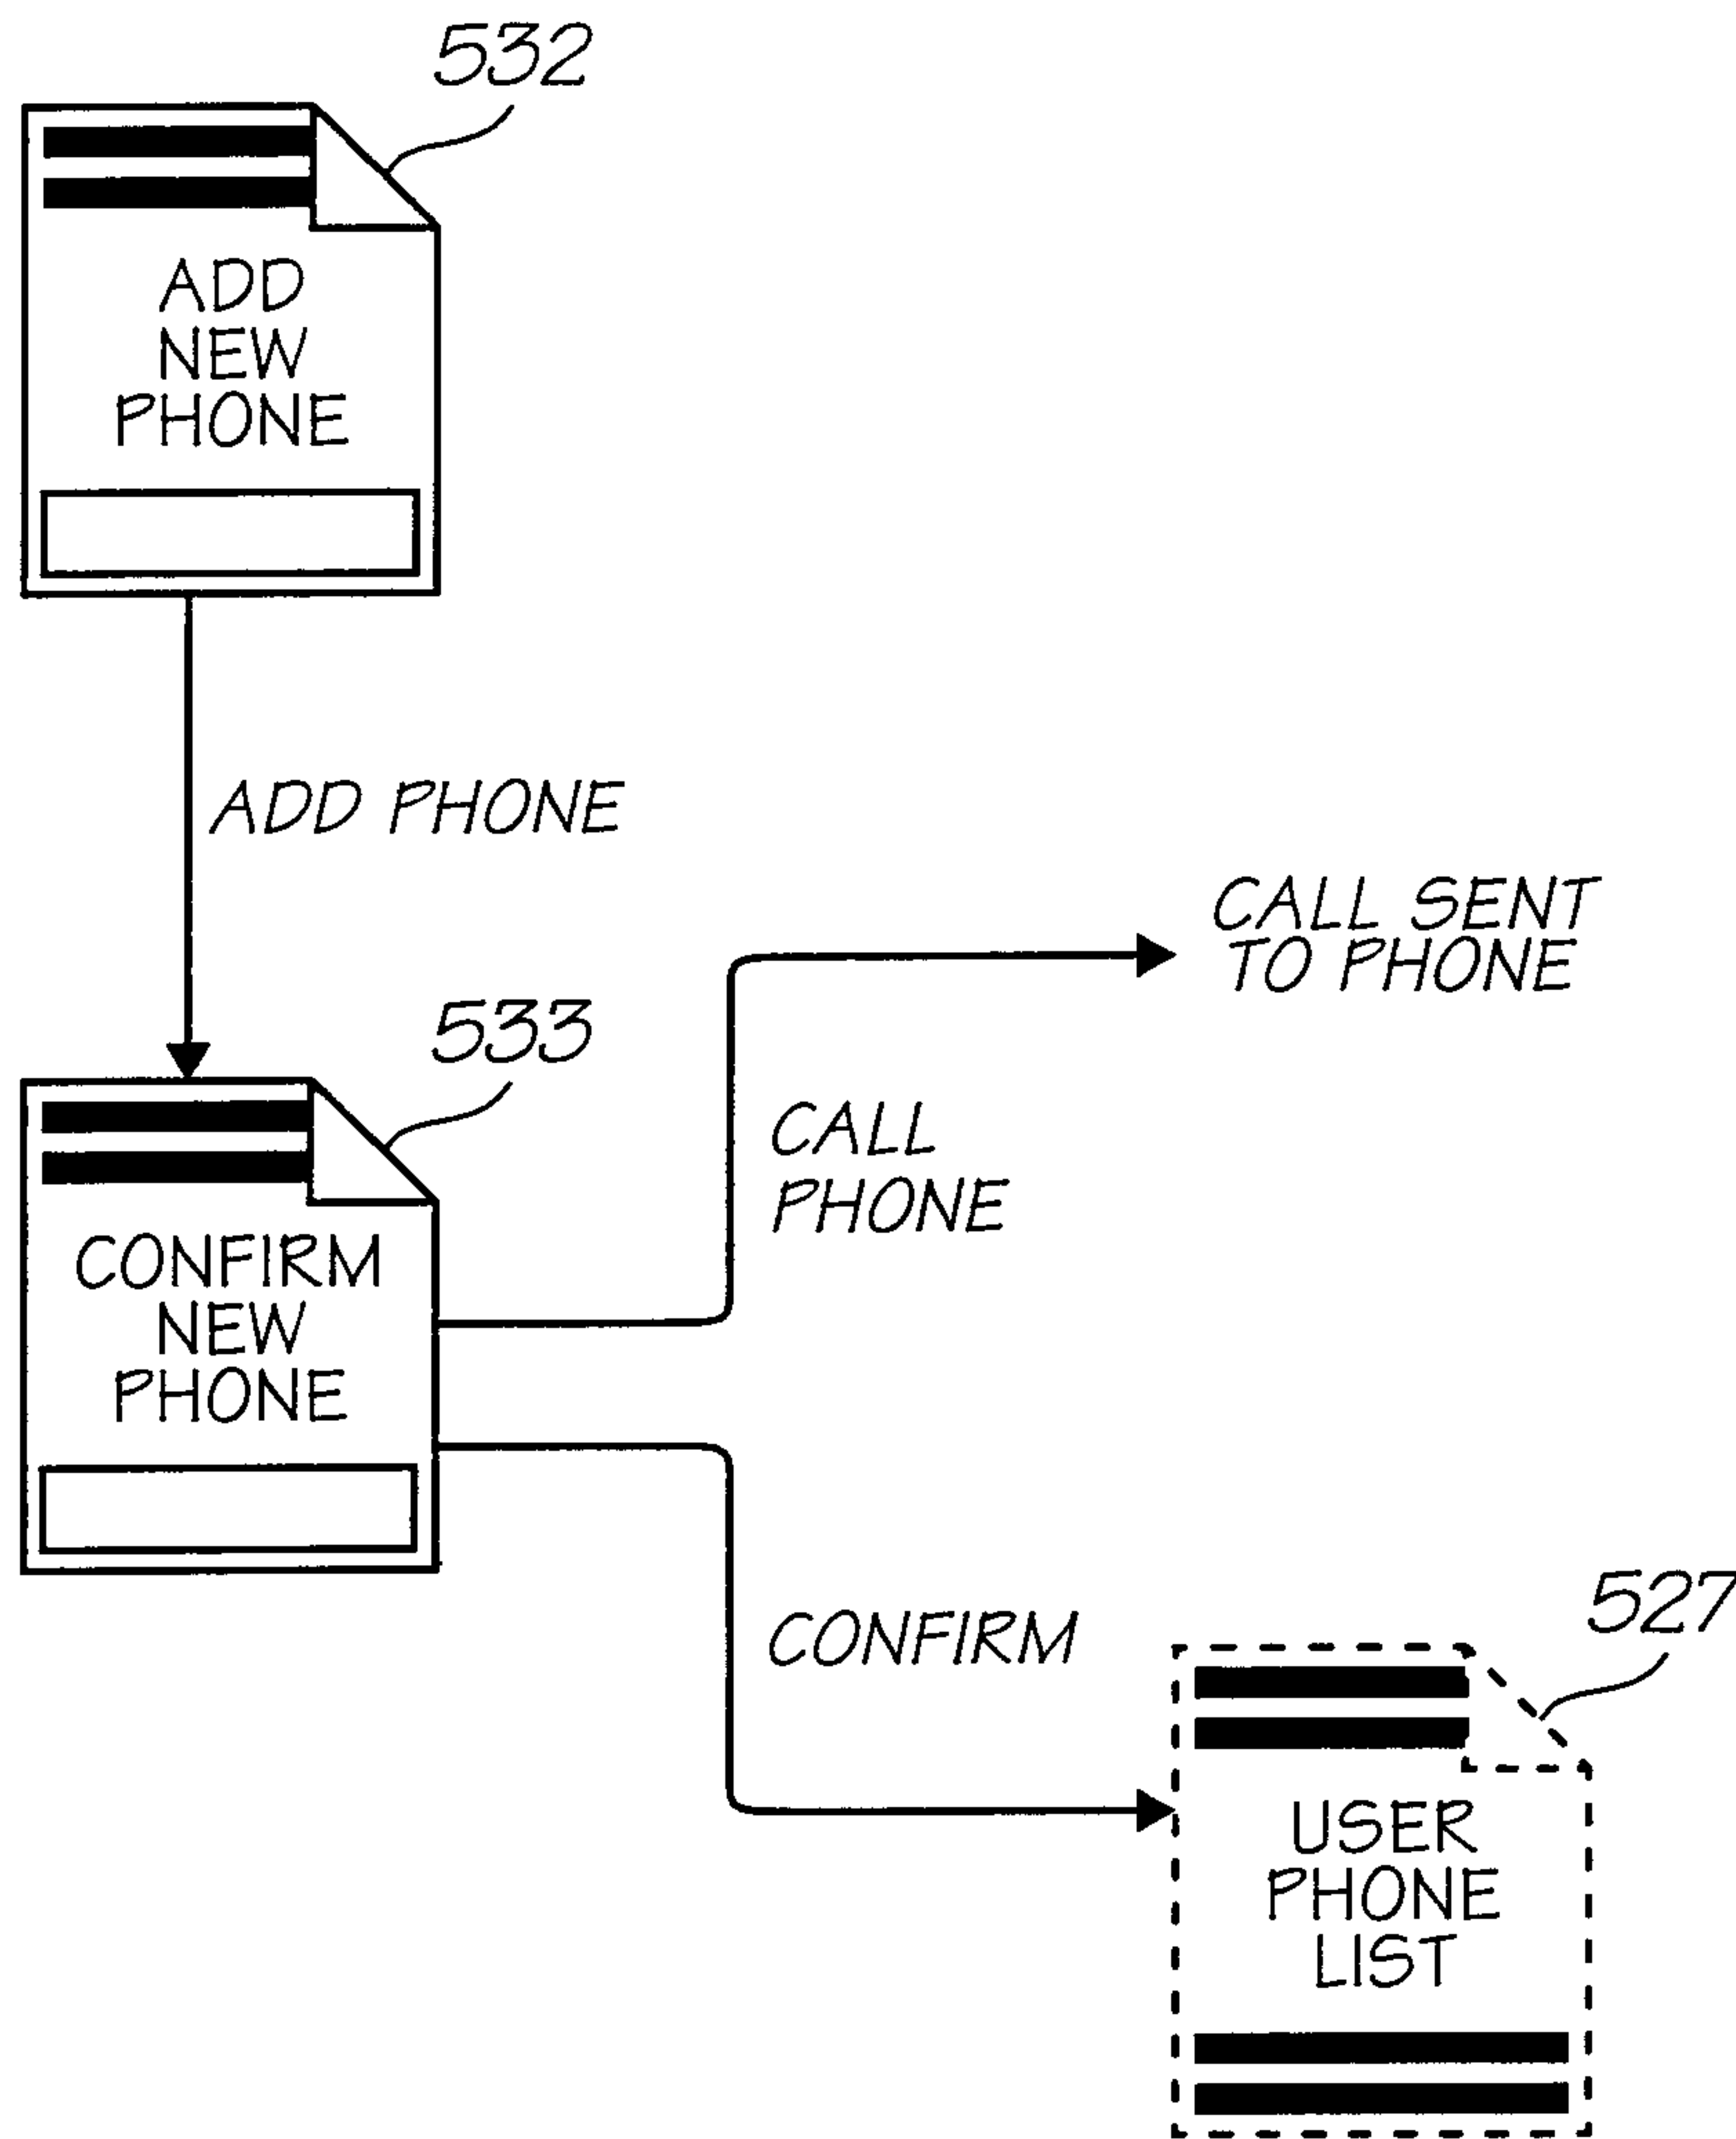 532
ADD
NEW
PHONE
ADD PHONE
CALL SENT
TO PHONE
533
CALL
PHONE
CONFIRM
NEW
PHONE
CONFIRM
527
USER
PHONE
LIST